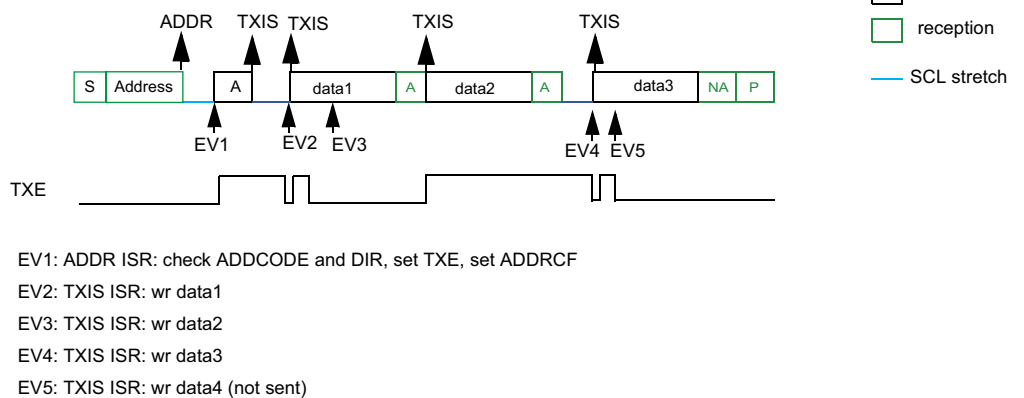 ADDR TXIS TXIS TXIS TXIS
reception
S Address A data1 A data2 A data3 NA P
SCL stretch
EV1 EV2 EV3 EV4 EV5
TXE
EV1: ADDR ISR: check ADDCODE and DIR, set TXE, set ADDRCF
EV2: TXIS ISR: wr data1
EV3: TXIS ISR: wr data2
EV4: TXIS ISR: wr data3
EV5: TXIS ISR: wr data4 (not sent)